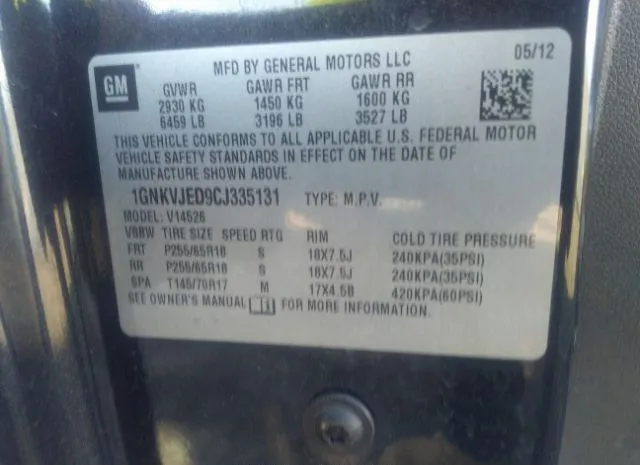 GM
MFD BY GENERAL MOTORS LLC 05/12
GVWR GAWR FRT GAWR RR
2930 KG 1450 KG 1600 KG
6459 LB 3196 LB 3527 LB
THIS VEHICLE CONFORMS TO ALL APPLICABLE U.S. FEDERAL MOTOR
VEHICLE SAFETY STANDARDS IN EFFECT ON THE DATE OF
MANUFACTURE SHOWN ABOVE.
1GNKVJED9CJ335131 TYPE: M.P.V.
MODEL: V14526
VBBW TIRE SIZE SPEED RTG RIM COLD TIRE PRESSURE
FRT P255/65R18 S 18X7.5J 240KPA(35PSI)
RR P255/65R18 S 18X7.5J 240KPA(35PSI)
SPA T145/70R17 M 17X4.5B 420KPA(60PSI)
SEE OWNER'S MANUAL FOR MORE INFORMATION.